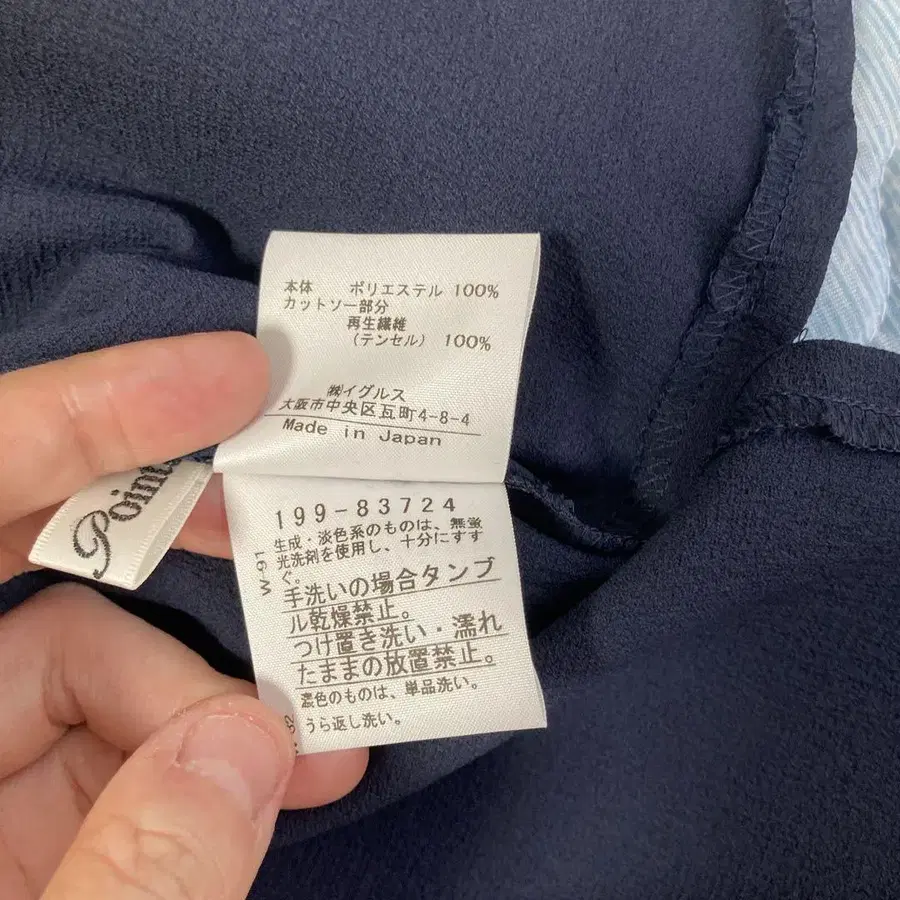 本体 ポリエステル 100%
カットソー部分
再生繊維
(テンセル) 100%
㈱イグルス
大阪市中央区瓦町4-8-4
Made in Japan
Point
199-83724
生成・淡色系のものは、無蛍
光洗剤を使用し、十分にすす
ぐ。
手洗いの場合タンブ
ル乾燥禁止。
つけ置き洗い・濡れ
たままの放置禁止。
濃色のものは、単品洗い。
うら返し洗い。
W-91